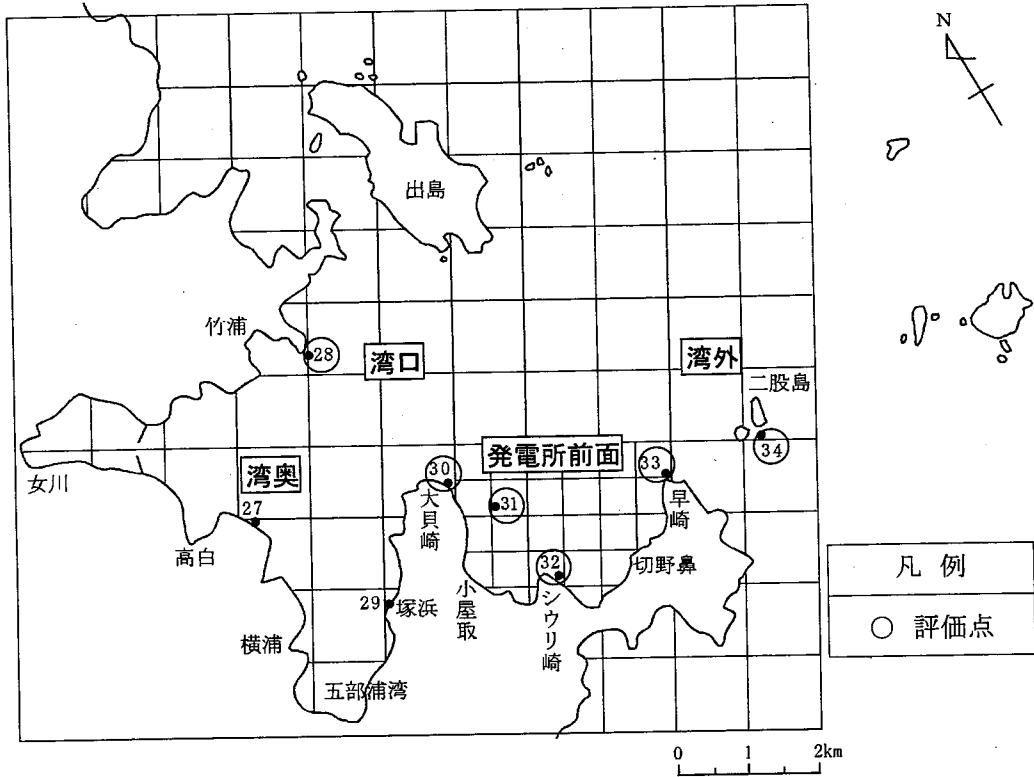 N
出島
竹浦
28
湾口
湾外
二股島
34
女川
湾奥
27
高白
30
大貝崎
発電所前面
31
33
早崎
32
シウリ崎
切野鼻
29
塚浜
小屋取
横浦
五部浦湾
凡 例
○ 評価点
0 1 2km